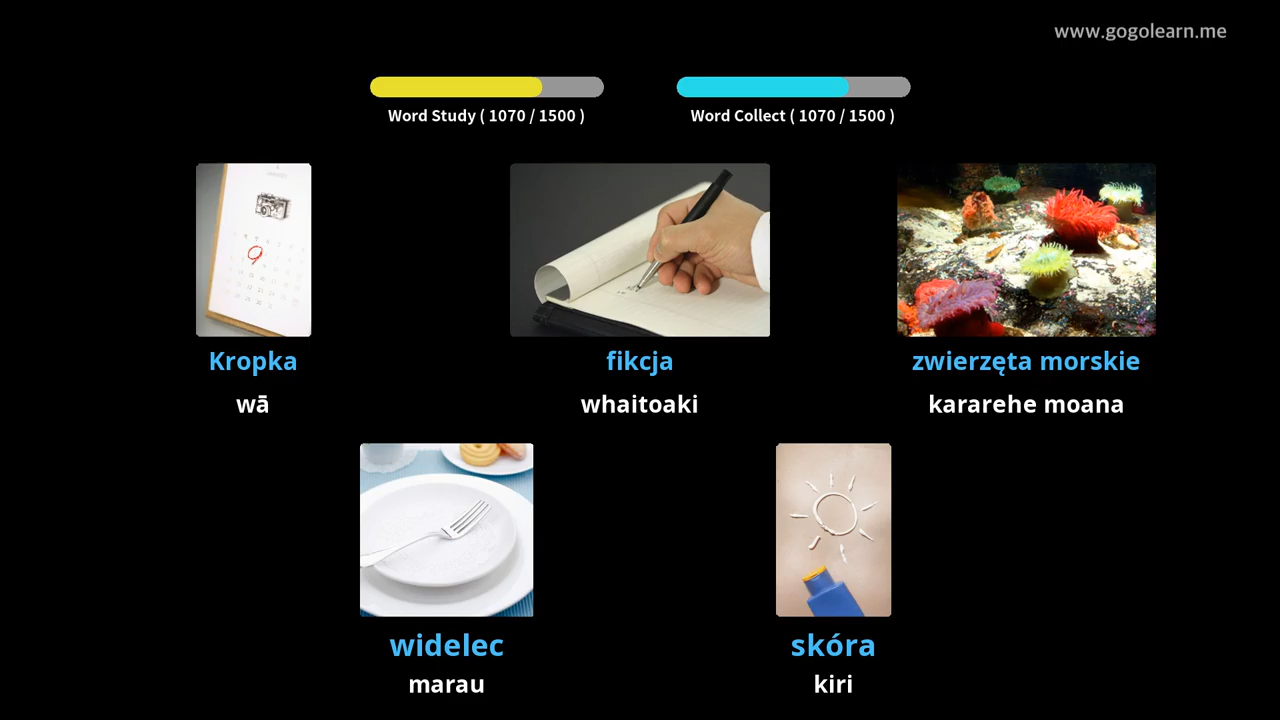 www.gogolearn.me
Word Study ( 1070 / 1500 )
Word Collect ( 1070 / 1500 )
Kropka
wā
fikcja
whaitoaki
zwierzęta morskie
kararehe moana
widelec
marau
skóra
kiri